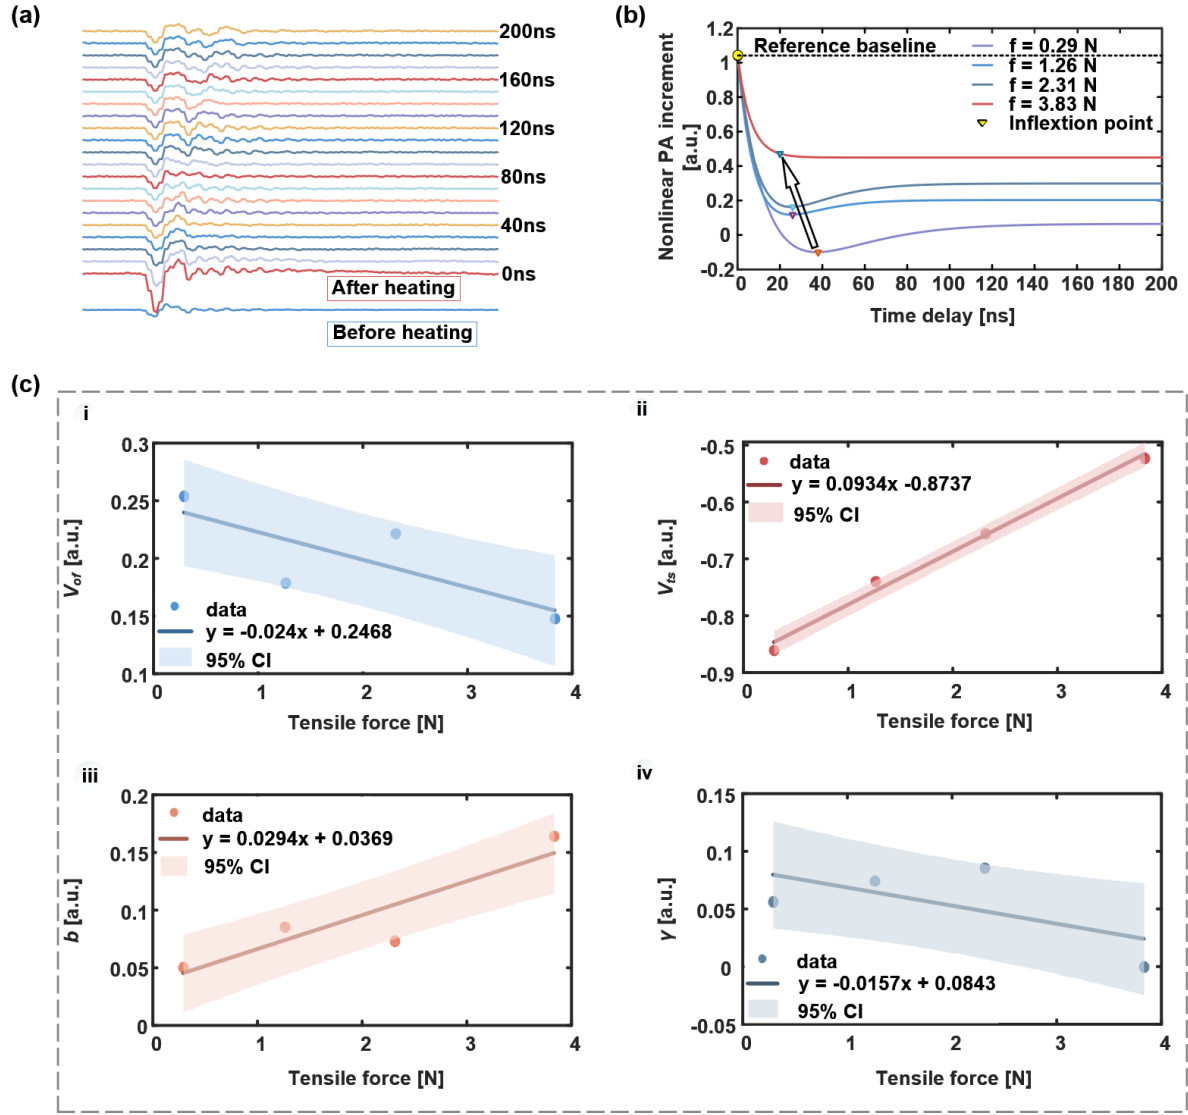 (a)
200ns
160ns
120ns
80ns
40ns
0ns
After heating
Before heating
(b)
Nonlinear PA increment
[a.u.]
1.2
1
0.8
0.6
0.4
0.2
0
-0.2
Reference baseline
f = 0.29 N
f = 1.26 N
f = 2.31 N
f = 3.83 N
Inflextion point
0 20 40 60 80 100 120 140 160 180 200
Time delay [ns]
(c)
i
V_of [a.u.]
0.3
0.25
0.2
0.15
0.1
data
y = -0.024x + 0.2468
95% CI
0 1 2 3 4
Tensile force [N]
ii
V_ts [a.u.]
-0.5
-0.6
-0.7
-0.8
-0.9
data
y = 0.0934x -0.8737
95% CI
0 1 2 3 4
Tensile force [N]
iii
b [a.u.]
0.2
0.15
0.1
0.05
0
data
y = 0.0294x + 0.0369
95% CI
0 1 2 3 4
Tensile force [N]
iv
γ [a.u.]
0.15
0.1
0.05
0
-0.05
data
y = -0.0157x + 0.0843
95% CI
0 1 2 3 4
Tensile force [N]